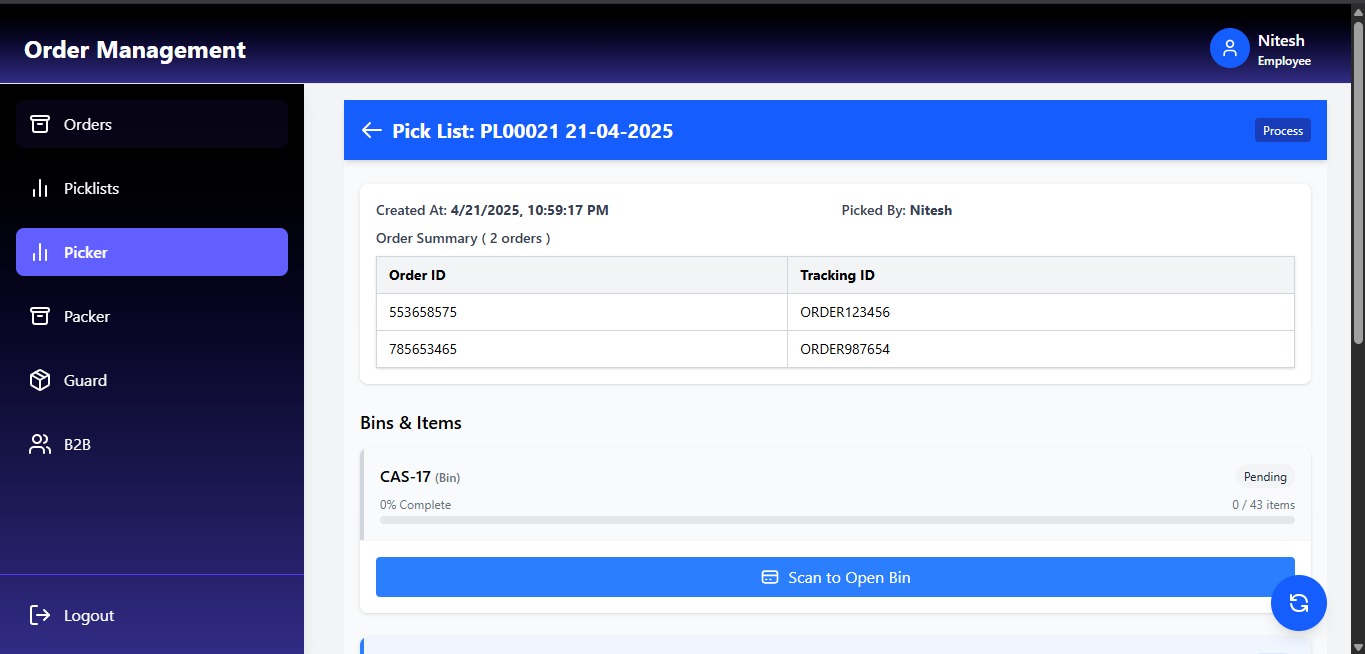 Order Management
Nitesh
Employee
Orders
Picklists
Picker
Packer
Guard
B2B
Logout
Pick List: PL00021 21-04-2025
Process
Created At: 4/21/2025, 10:59:17 PM
Picked By: Nitesh
Order Summary ( 2 orders )
Order ID Tracking ID
553658575 ORDER123456
785653465 ORDER987654
Bins & Items
CAS-17 (Bin)
Pending
0% Complete
0 / 43 items
Scan to Open Bin